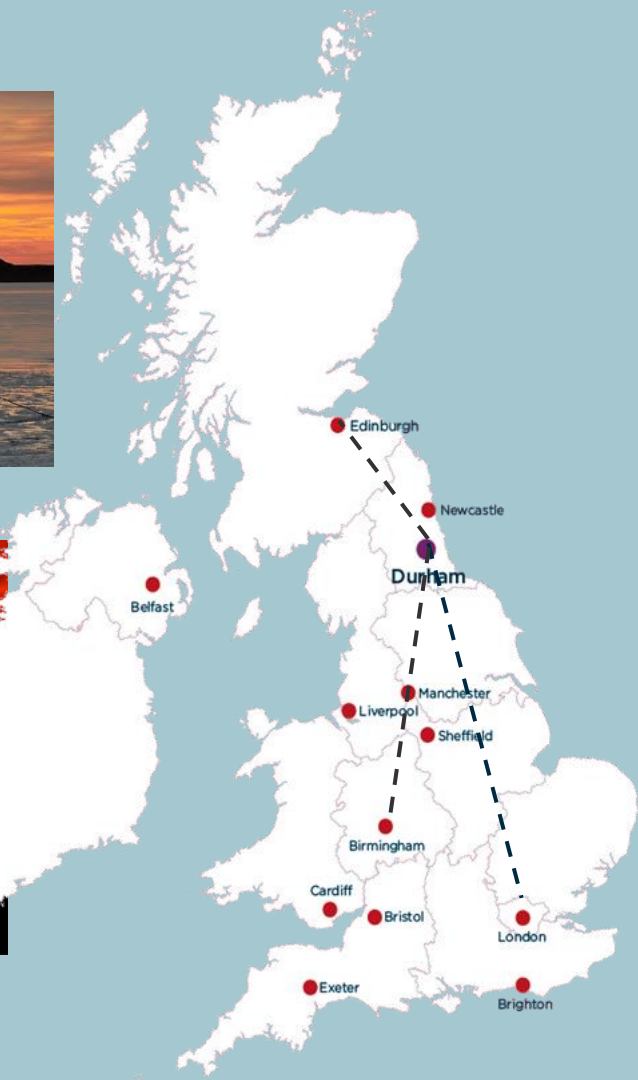 Edinburgh
Newcastle
Durham
Belfast
Manchester
Liverpool
Sheffield
Birmingham
Cardiff
Bristol
London
Exeter
Brighton